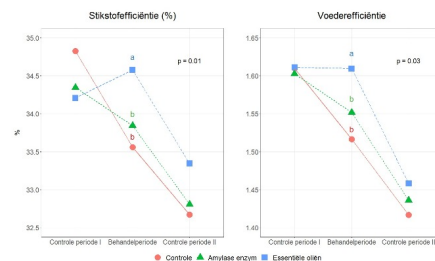 Stikstofefficiëntie (%)
35.0
34.5
34.0
33.5
33.0
32.5
%
a
b
b
p = 0.01
Controle periode I
Behandelperiode
Controle periode II
Voederefficiëntie
1.65
1.60
1.55
1.50
1.45
1.40
a
b
b
p = 0.03
Controle periode I
Behandelperiode
Controle periode II
Controle
Amylase enzym
Essentiële oliën